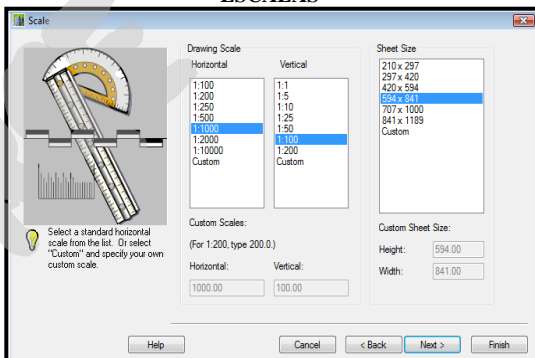 ESCALAS
Scale
Drawing Scale
Horizontal
1:100
1:200
1:250
1:500
1:1000
1:2000
1:10000
Custom
Vertical
1:1
1:5
1:10
1:25
1:50
1:100
1:200
Custom
Custom Scales:
(For 1:200, type 200.0.)
Horizontal:
1000.00
Vertical:
100.00
Sheet Size
210 x 297
297 x 420
420 x 594
594 x 841
707 x 1000
841 x 1189
Custom
Custom Sheet Size:
Height:
594.00
Width:
841.00
Select a standard horizontal
scale from the list. Or select
"Custom" and specify your own
custom scale.
Help
Cancel
< Back
Next >
Finish